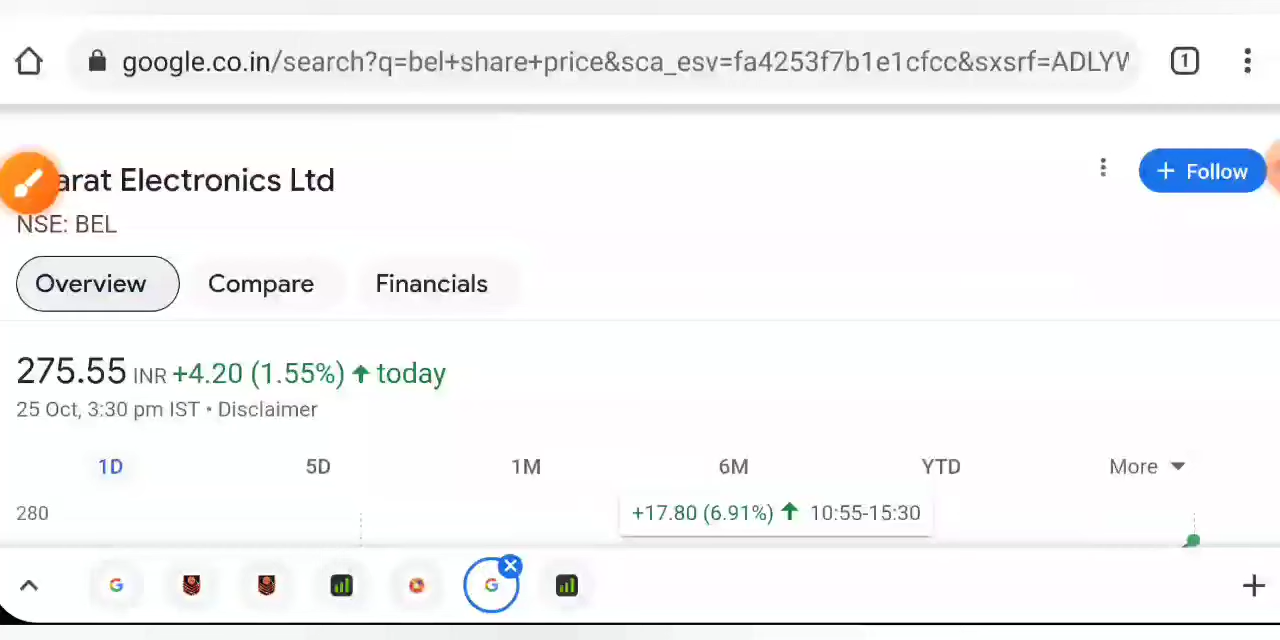 google.co.in/search?q=bel+share+price&sca_esv=fa4253f7b1e1cfcc&sxsrf=ADLYW
1
arat Electronics Ltd
+ Follow
NSE: BEL
Overview Compare Financials
275.55 INR +4.20 (1.55%) ↑ today
25 Oct, 3:30 pm IST • Disclaimer
1D 5D 1M 6M YTD More
280 +17.80 (6.91%) ↑ 10:55-15:30